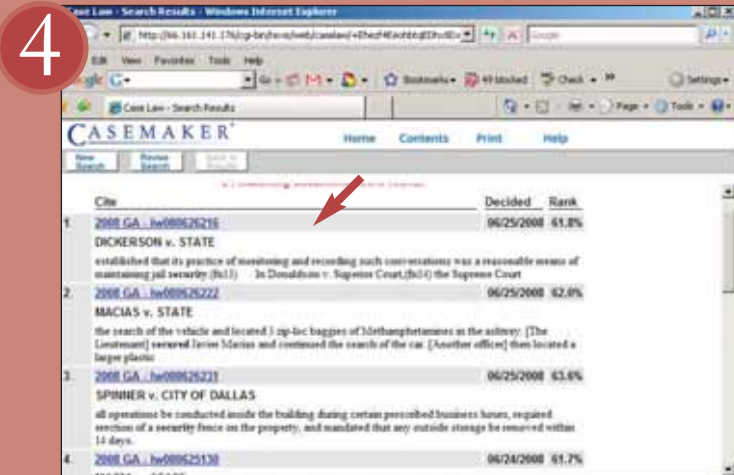 4
Case Law - Search Results - Windows Internet Explorer
Edit View Favorites Tools Help
Bookmarks 49 blocked Check Settings
Case Law - Search Results Page Tools
CASEMAKER Home Contents Print Help
New Search Revise Search
Cite Decided Rank
1. 2008 GA - lw080626216 06/25/2008 61.8%
DICKERSON v. STATE
established that its practice of monitoring and recording such conversations was a reasonable means of
maintaining jail security (fn13) In Donaldson v. Superior Court,(fn14) the Supreme Court
2. 2008 GA - lw080626222 06/25/2008 62.0%
MACIAS v. STATE
the search of the vehicle and located 3 zip-loc baggies of Methamphetamines in the ashtray. [The
Lieutenant] secured Javier Macias and continued the search of the car. [Another officer] then located a
larger plastic
3. 2008 GA - lw080626231 06/25/2008 63.6%
SPINNER v. CITY OF DALLAS
all operations be conducted inside the building during certain prescribed business hours, required
erection of a security fence on the property, and mandated that any outside storage be removed within
14 days.
4. 2008 GA - lw080625130 06/24/2008 61.7%